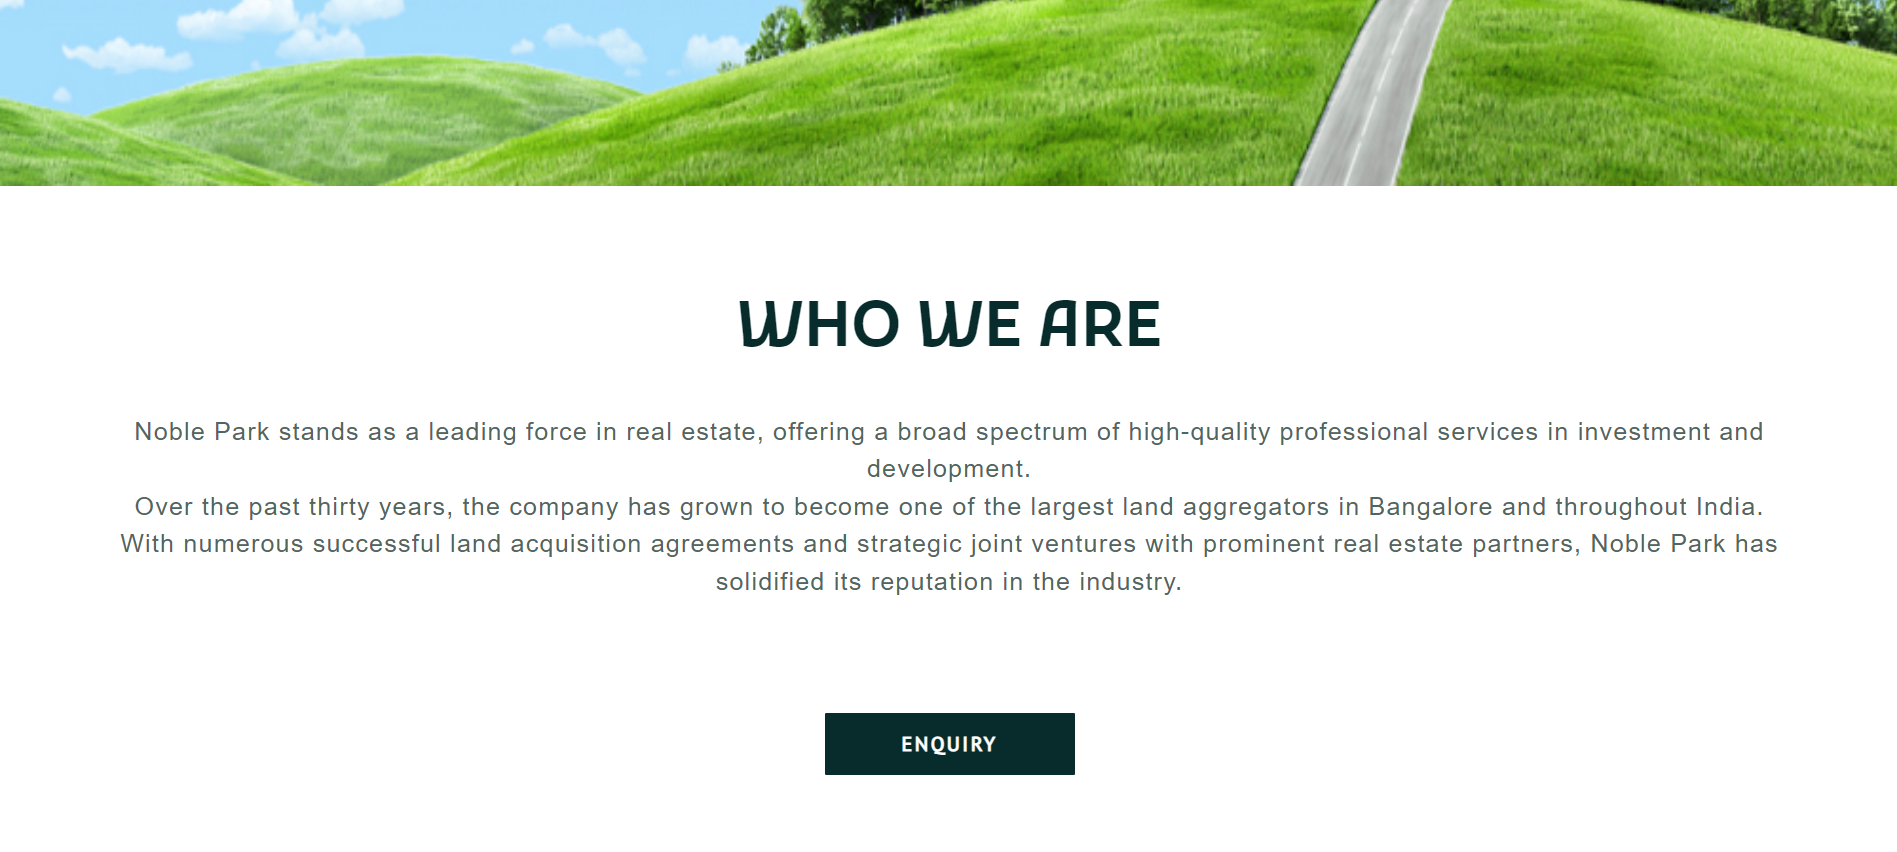 WHO WE ARE
Noble Park stands as a leading force in real estate, offering a broad spectrum of high-quality professional services in investment and
development.
Over the past thirty years, the company has grown to become one of the largest land aggregators in Bangalore and throughout India.
With numerous successful land acquisition agreements and strategic joint ventures with prominent real estate partners, Noble Park has
solidified its reputation in the industry.
ENQUIRY